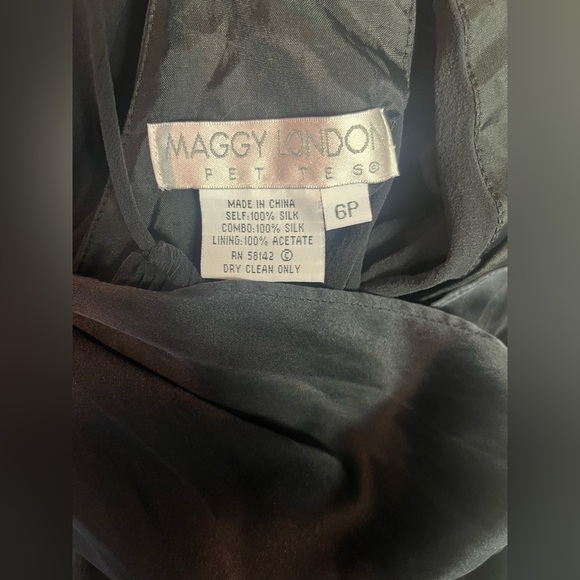 MAGGY LONDON
PETITES©
6P
MADE IN CHINA
SELF:100% SILK
COMBO:100% SILK
LINING:100% ACETATE
RN 58142 ©
DRY CLEAN ONLY